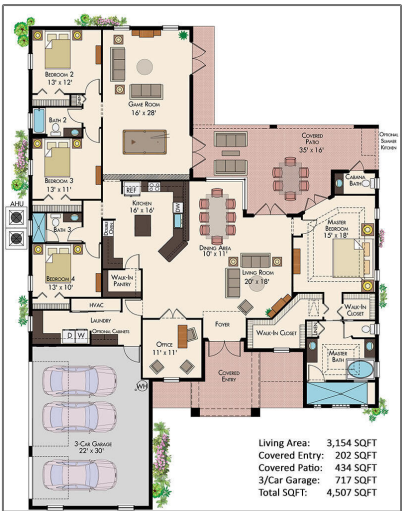 BEDROOM 2
13' x 12'
GAME ROOM
16' x 28'
BATH 2
BEDROOM 3
13' x 11'
COVERED
PATIO
35' x 16'
OPTIONAL
SUMMER
KITCHEN
CABANA
BATH
AHU
REF
KITCHEN
16' x 16'
DW
BATH 3
DOUBLE
OVENS
MASTER
BEDROOM
15' x 18'
DINING AREA
10' x 11'
BEDROOM 4
13' x 10'
WALK-IN
PANTRY
LIVING ROOM
20' x 18'
HVAC
WALK-IN
CLOSET
LAUNDRY
D W
OPTIONAL CABINETS
OFFICE
11' x 11'
FOYER
WALK-IN CLOSET
LINEN
MASTER
BATH
WH
COVERED
ENTRY
3-CAR GARAGE
22' x 30'
Living Area: 3,154 SQFT
Covered Entry: 202 SQFT
Covered Patio: 434 SQFT
3/Car Garage: 717 SQFT
Total SQFT: 4,507 SQFT